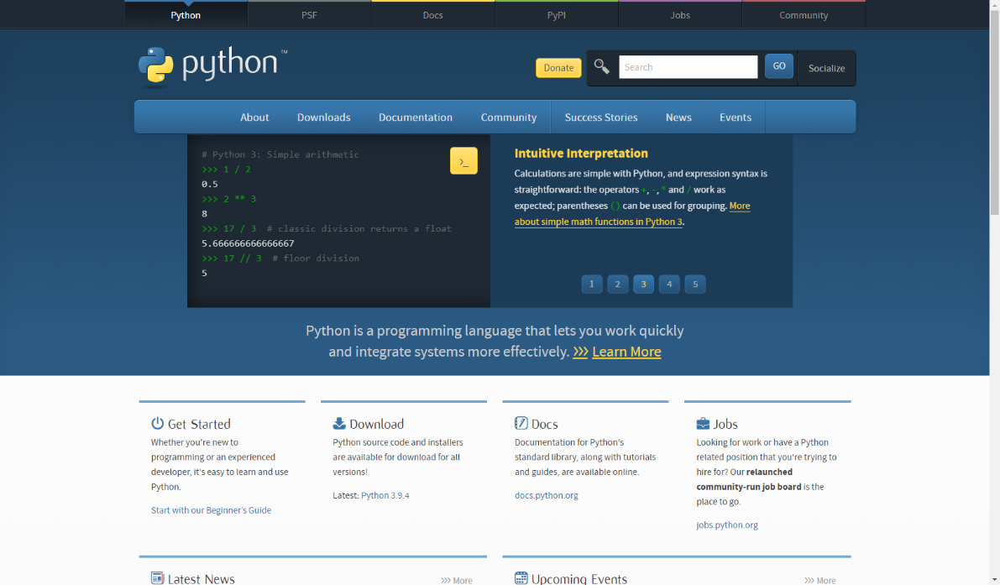 Python PSF Docs PyPI Jobs Community
python™
Donate Search GO Socialize
About Downloads Documentation Community Success Stories News Events
# Python 3: Simple arithmetic
>>> 1 / 2
0.5
>>> 2 ** 3
8
>>> 17 / 3  # classic division returns a float
5.666666666666667
>>> 17 // 3  # floor division
5
>_
Intuitive Interpretation
Calculations are simple with Python, and expression syntax is
straightforward: the operators +, -, * and / work as
expected; parentheses () can be used for grouping. More
about simple math functions in Python 3.
1 2 3 4 5
Python is a programming language that lets you work quickly
and integrate systems more effectively. >>> Learn More
Get Started
Whether you're new to
programming or an experienced
developer, it's easy to learn and use
Python.
Start with our Beginner's Guide
Download
Python source code and installers
are available for download for all
versions!
Latest: Python 3.9.4
Docs
Documentation for Python's
standard library, along with tutorials
and guides, are available online.
docs.python.org
Jobs
Looking for work or have a Python
related position that you're trying to
hire for? Our relaunched
community-run job board is the
place to go.
jobs.python.org
Latest News
>>> More
Upcoming Events
>>> More